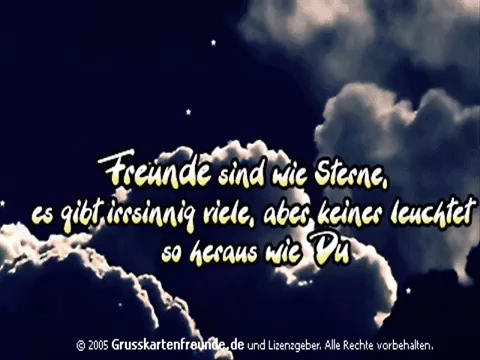 Freunde sind wie Sterne,
es gibt irrsinnig viele, aber keiner leuchtet
so heraus wie Du
© 2005 Grusskartenfreunde.de und Lizenzgeber. Alle Rechte vorbehalten.